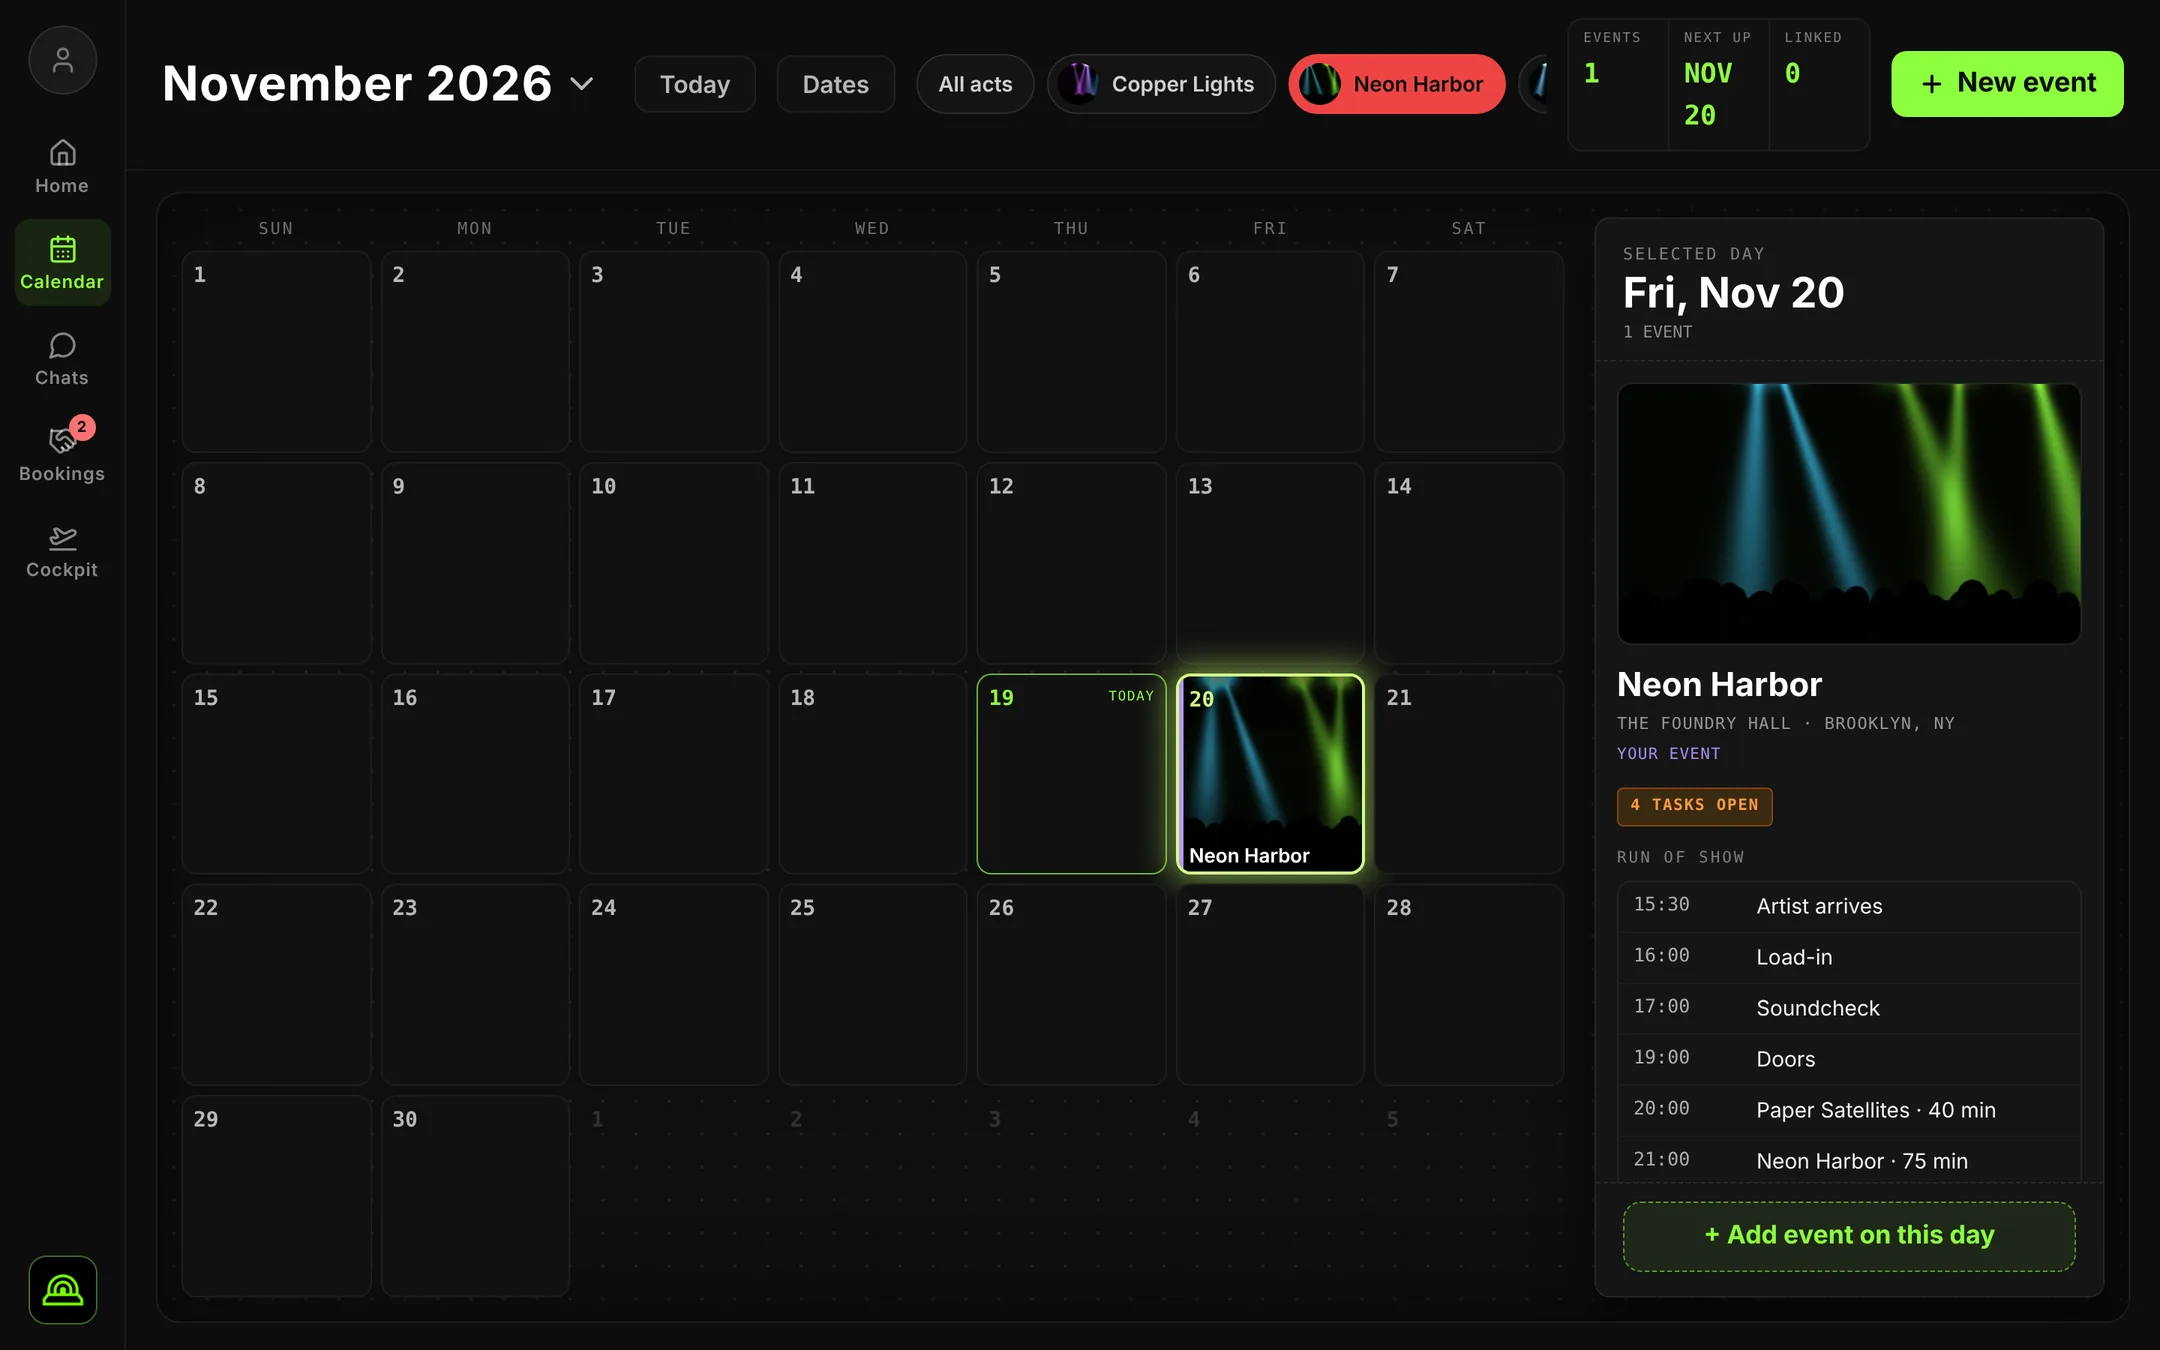 November 2026
Today
Dates
All acts
Copper Lights
Neon Harbor
EVENTS
1
NEXT UP
NOV
20
LINKED
0
+ New event
Home
Calendar
Chats
2
Bookings
Cockpit
SUN MON TUE WED THU FRI SAT
1 2 3 4 5 6 7
8 9 10 11 12 13 14
15 16 17 18 19 TODAY 20 21
Neon Harbor
22 23 24 25 26 27 28
29 30 1 2 3 4 5
SELECTED DAY
Fri, Nov 20
1 EVENT
Neon Harbor
THE FOUNDRY HALL · BROOKLYN, NY
YOUR EVENT
4 TASKS OPEN
RUN OF SHOW
15:30 Artist arrives
16:00 Load-in
17:00 Soundcheck
19:00 Doors
20:00 Paper Satellites · 40 min
21:00 Neon Harbor · 75 min
+ Add event on this day